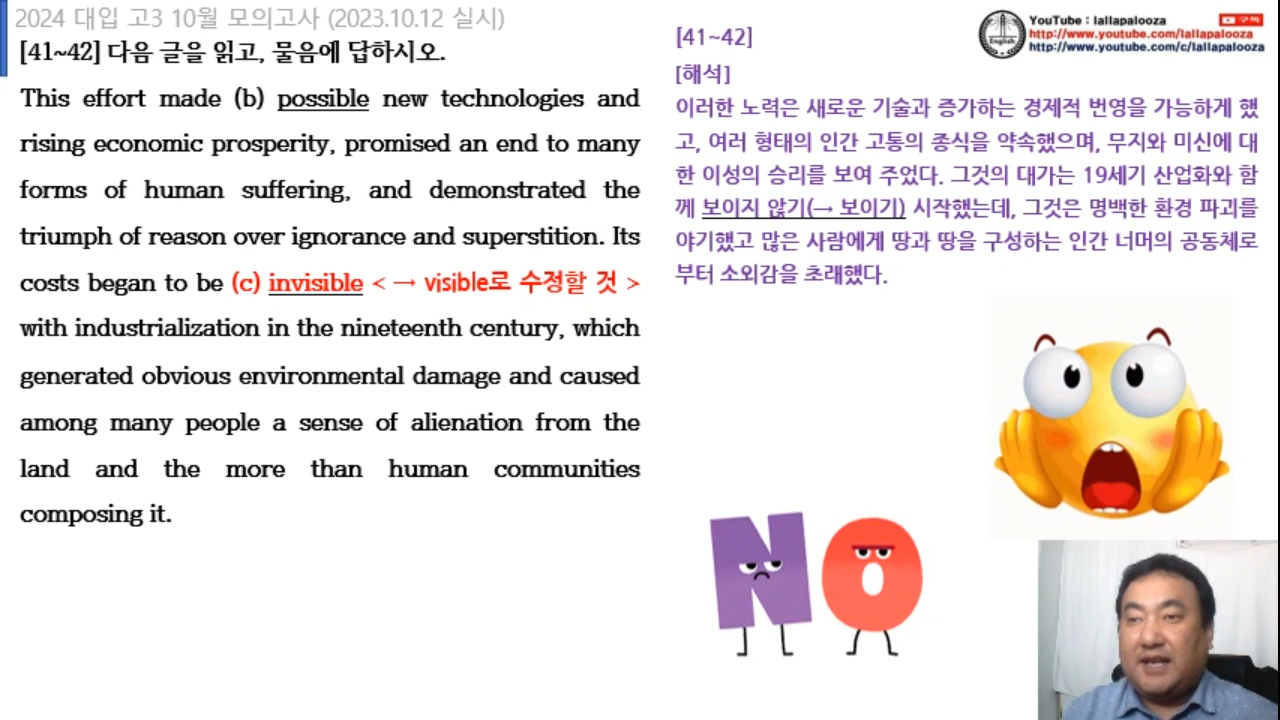 2024 대입 고3 10월 모의고사 (2023.10.12 실시)
[41~42] 다음 글을 읽고, 물음에 답하시오.
This effort made (b) possible new technologies and
rising economic prosperity, promised an end to many
forms of human suffering, and demonstrated the
triumph of reason over ignorance and superstition. Its
costs began to be (c) invisible < → visible로 수정할 것 >
with industrialization in the nineteenth century, which
generated obvious environmental damage and caused
among many people a sense of alienation from the
land and the more than human communities
composing it.
[41~42]
[해석]
이러한 노력은 새로운 기술과 증가하는 경제적 번영을 가능하게 했
고, 여러 형태의 인간 고통의 종식을 약속했으며, 무지와 미신에 대
한 이성의 승리를 보여 주었다. 그것의 대가는 19세기 산업화와 함
께 보이지 않기(→ 보이기) 시작했는데, 그것은 명백한 환경 파괴를
야기했고 많은 사람에게 땅과 땅을 구성하는 인간 너머의 공동체로
부터 소외감을 초래했다.
YouTube : lallapalooza
구독
http://www.youtube.com/lallapalooza
http://www.youtube.com/c/lallapalooza
English
NO